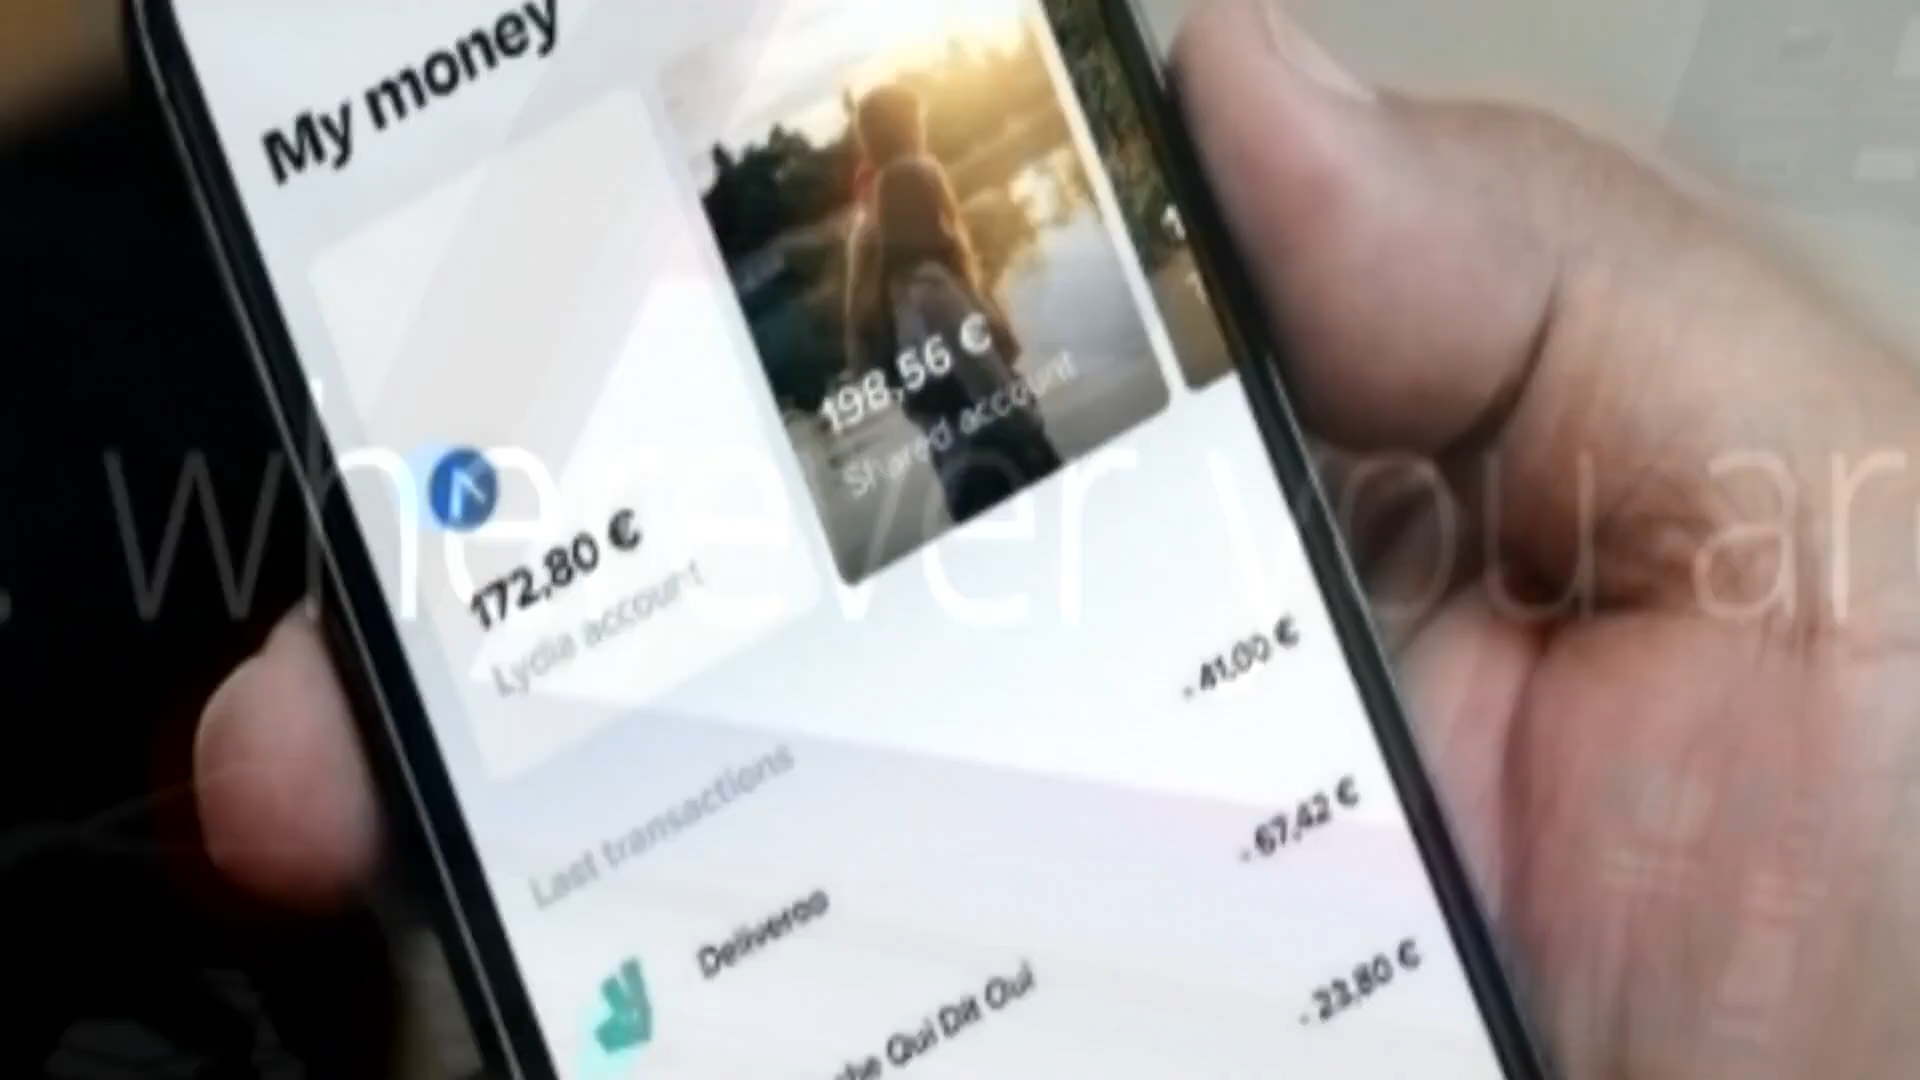 My money
198,56 €
Shared account
172,80 €
Lydia account
wherever you are
Last transactions
- 41,00 €
Deliveroo
- 67,42 €
Qui Dit Oui
- 23,80 €